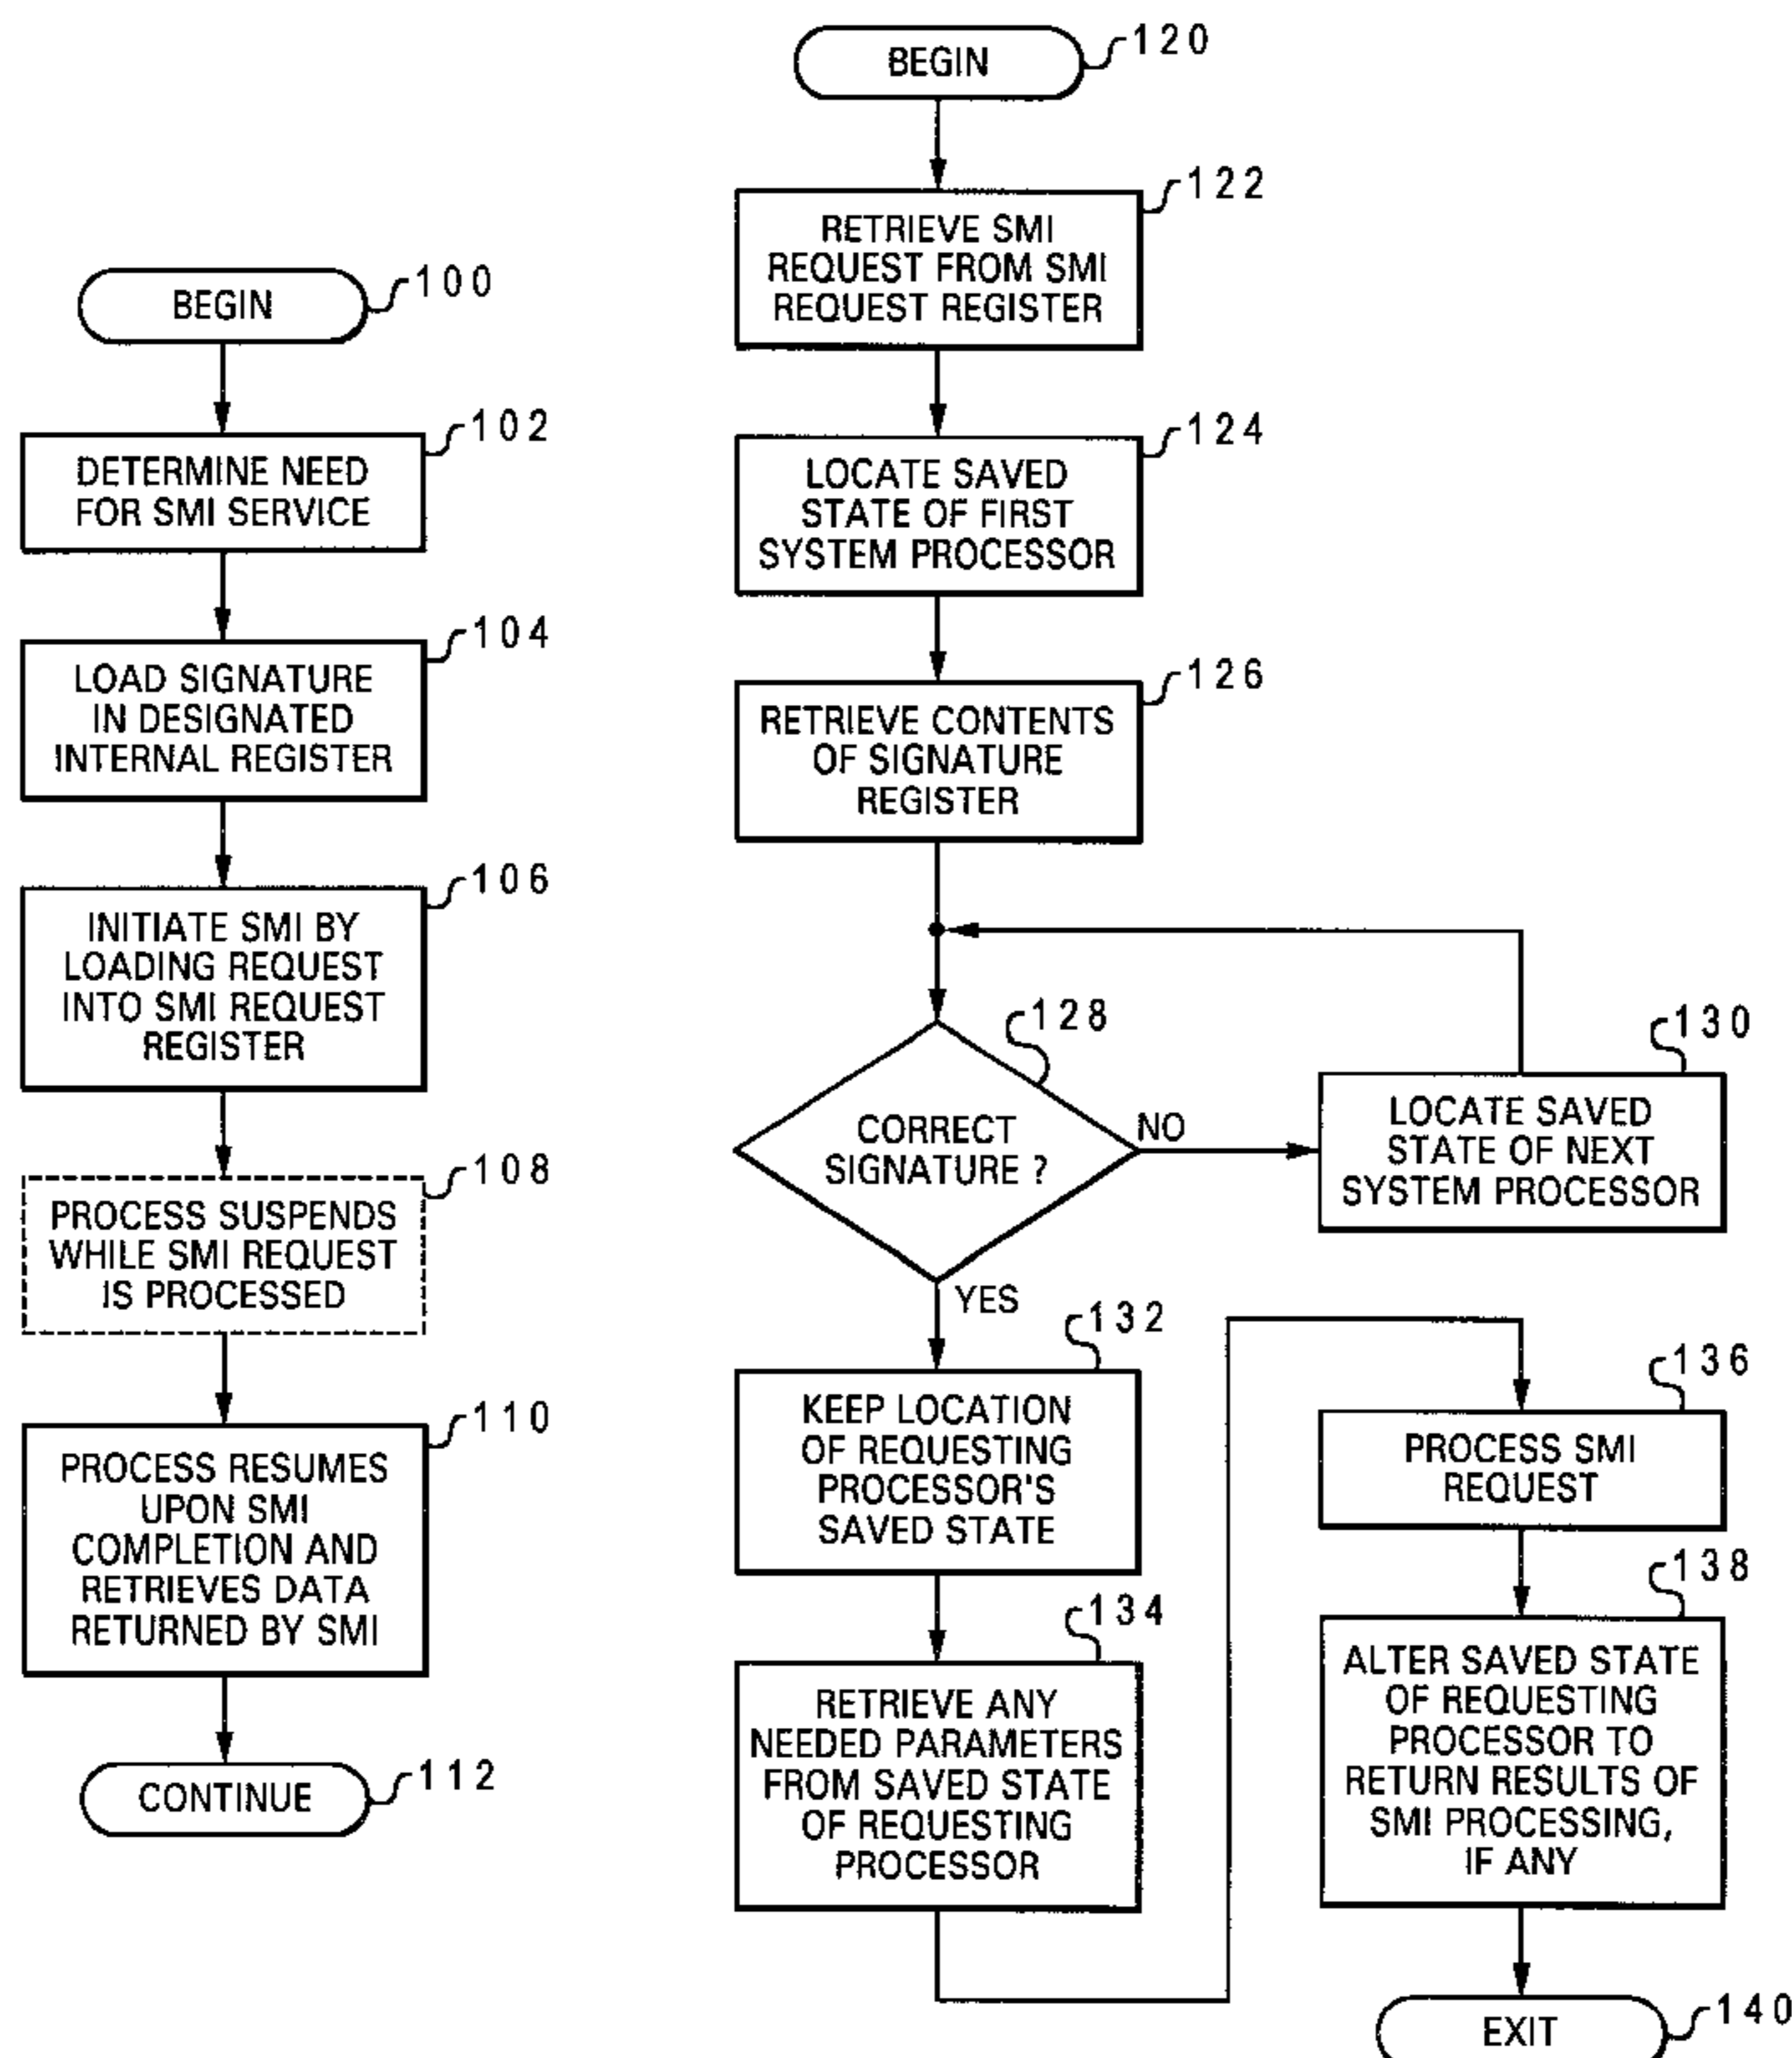 BEGIN
100
DETERMINE NEED
FOR SMI SERVICE
102
LOAD SIGNATURE
IN DESIGNATED
INTERNAL REGISTER
104
INITIATE SMI BY
LOADING REQUEST
INTO SMI REQUEST
REGISTER
106
PROCESS SUSPENDS
WHILE SMI REQUEST
IS PROCESSED
108
PROCESS RESUMES
UPON SMI
COMPLETION AND
RETRIEVES DATA
RETURNED BY SMI
110
CONTINUE
112
BEGIN
120
RETRIEVE SMI
REQUEST FROM SMI
REQUEST REGISTER
122
LOCATE SAVED
STATE OF FIRST
SYSTEM PROCESSOR
124
RETRIEVE CONTENTS
OF SIGNATURE
REGISTER
126
CORRECT
SIGNATURE ?
128
NO
LOCATE SAVED
STATE OF NEXT
SYSTEM PROCESSOR
130
YES
KEEP LOCATION
OF REQUESTING
PROCESSOR'S
SAVED STATE
132
RETRIEVE ANY
NEEDED PARAMETERS
FROM SAVED STATE
OF REQUESTING
PROCESSOR
134
PROCESS SMI
REQUEST
136
ALTER SAVED STATE
OF REQUESTING
PROCESSOR TO
RETURN RESULTS OF
SMI PROCESSING,
IF ANY
138
EXIT
140